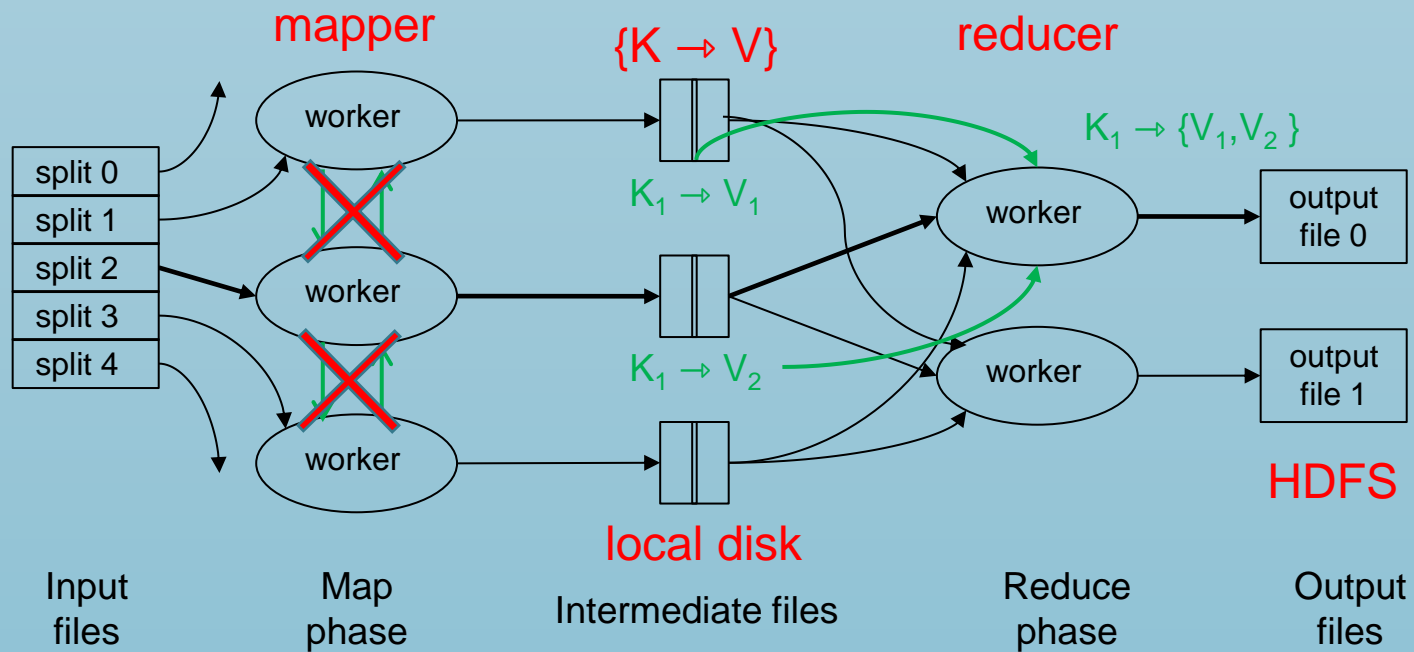 mapper
{K → V}
reducer
worker
K₁ → {V₁,V₂ }
split 0
split 1
split 2
split 3
split 4
K₁ → V₁
worker
output
file 0
worker
K₁ → V₂
worker
output
file 1
worker
HDFS
local disk
Input
files
Map
phase
Intermediate files
Reduce
phase
Output
files